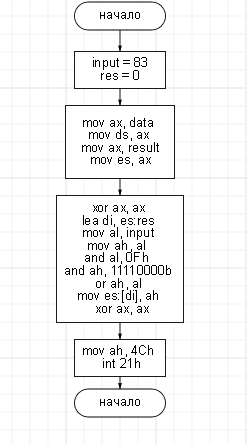 начало
input = 83
res = 0
mov ax, data
mov ds, ax
mov ax, result
mov es, ax
xor ax, ax
lea di, es:res
mov al, input
mov ah, al
and al, 0Fh
and ah, 11110000b
or ah, al
mov es:[di], ah
xor ax, ax
mov ah, 4Ch
int 21h
начало